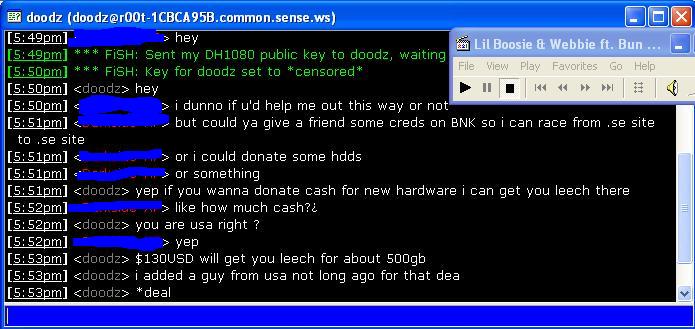 doodz (doodz@r00t-1CBCA95B.common.sense.ws)
Lil Boosie & Webbie ft. Bun ...
File View Play Favorites Go Help
[5:49pm] < > hey
[5:49pm] *** FiSH: Sent my DH1080 public key to doodz, waiting
[5:50pm] *** FiSH: Key for doodz set to *censored*
[5:50pm] <doodz> hey
[5:50pm] < > i dunno if u'd help me out this way or not
[5:51pm] < > but could ya give a friend some creds on BNK so i can race from .se site
to .se site
[5:51pm] < > or i could donate some hdds
[5:51pm] < > or something
[5:51pm] <doodz> yep if you wanna donate cash for new hardware i can get you leech there
[5:52pm] < > like how much cash?¿
[5:52pm] <doodz> you are usa right ?
[5:52pm] < > yep
[5:53pm] <doodz> $130USD will get you leech for about 500gb
[5:53pm] <doodz> i added a guy from usa not long ago for that dea
[5:53pm] <doodz> *deal